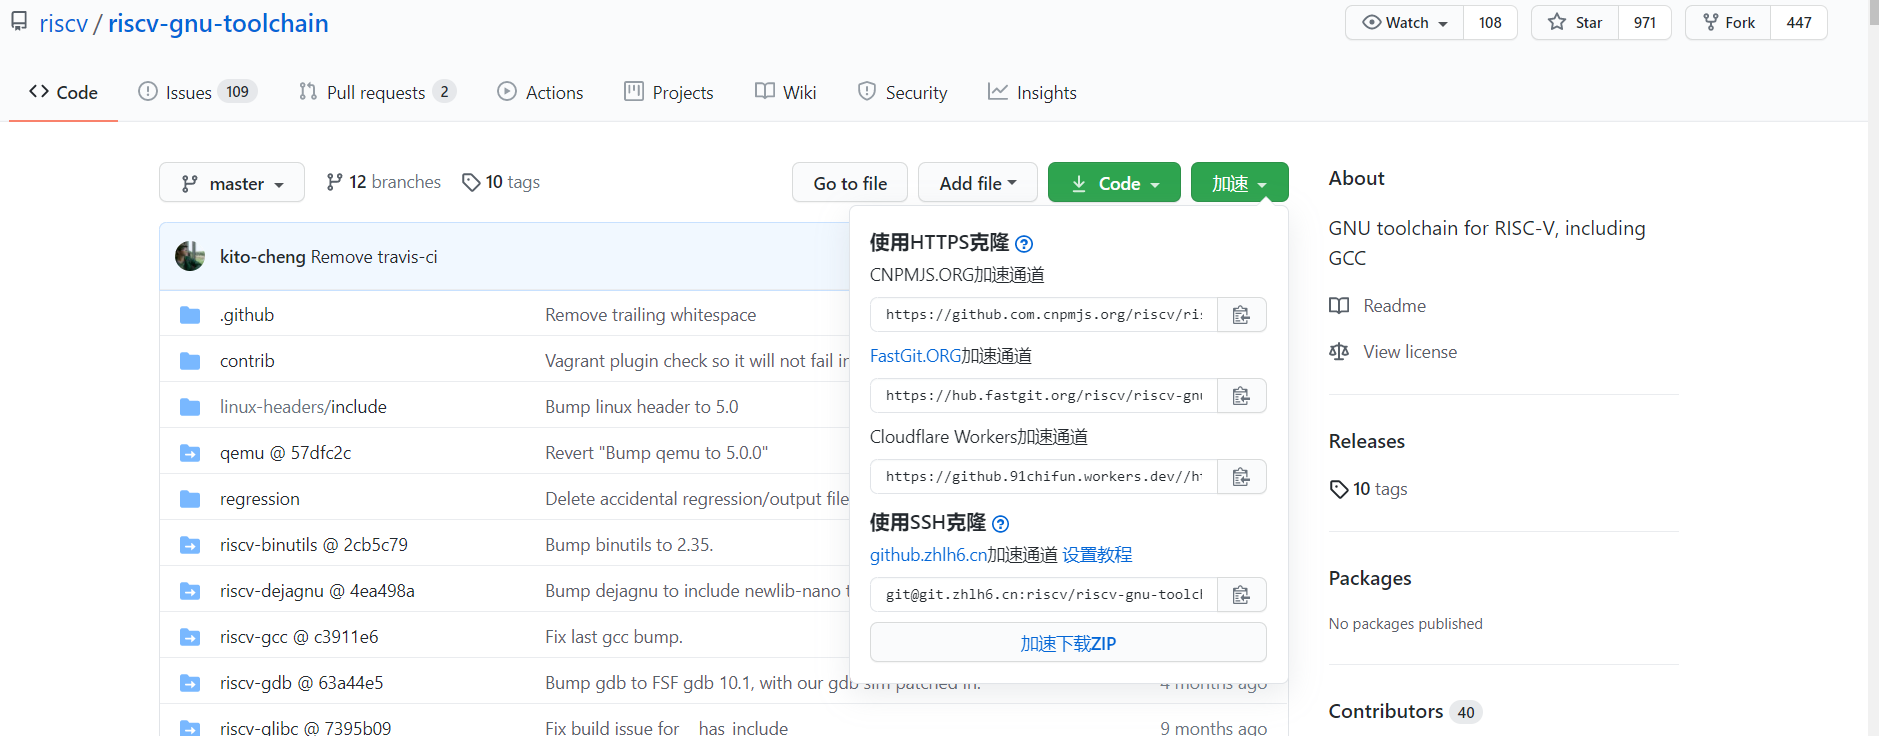 riscv / riscv-gnu-toolchain
Watch 108 Star 971 Fork 447
Code Issues 109 Pull requests 2 Actions Projects Wiki Security Insights
master 12 branches 10 tags Go to file Add file Code 加速
kito-cheng Remove travis-ci
.github Remove trailing whitespace
contrib Vagrant plugin check so it will not fail
linux-headers/include Bump linux header to 5.0
qemu @ 57dfc2c Revert "Bump qemu to 5.0.0"
regression Delete accidental regression/output file
riscv-binutils @ 2cb5c79 Bump binutils to 2.35.
riscv-dejagnu @ 4ea498a Bump dejagnu to include newlib-nano
riscv-gcc @ c3911e6 Fix last gcc bump.
riscv-gdb @ 63a44e5 Bump gdb to FSF gdb 10.1, with our gdb sim patched in. 4 months ago
riscv-glibc @ 7395b09 Fix build issue for __has_include 9 months ago
使用HTTPS克隆
CNPMJS.ORG加速通道
https://github.com.cnpmjs.org/riscv/ris
FastGit.ORG加速通道
https://hub.fastgit.org/riscv/riscv-gnu
Cloudflare Workers加速通道
https://github.91chifun.workers.dev//ht
使用SSH克隆
github.zhlh6.cn加速通道 设置教程
git@git.zhlh6.cn:riscv/riscv-gnu-toolch
加速下载ZIP
About
GNU toolchain for RISC-V, including
GCC
Readme
View license
Releases
10 tags
Packages
No packages published
Contributors 40